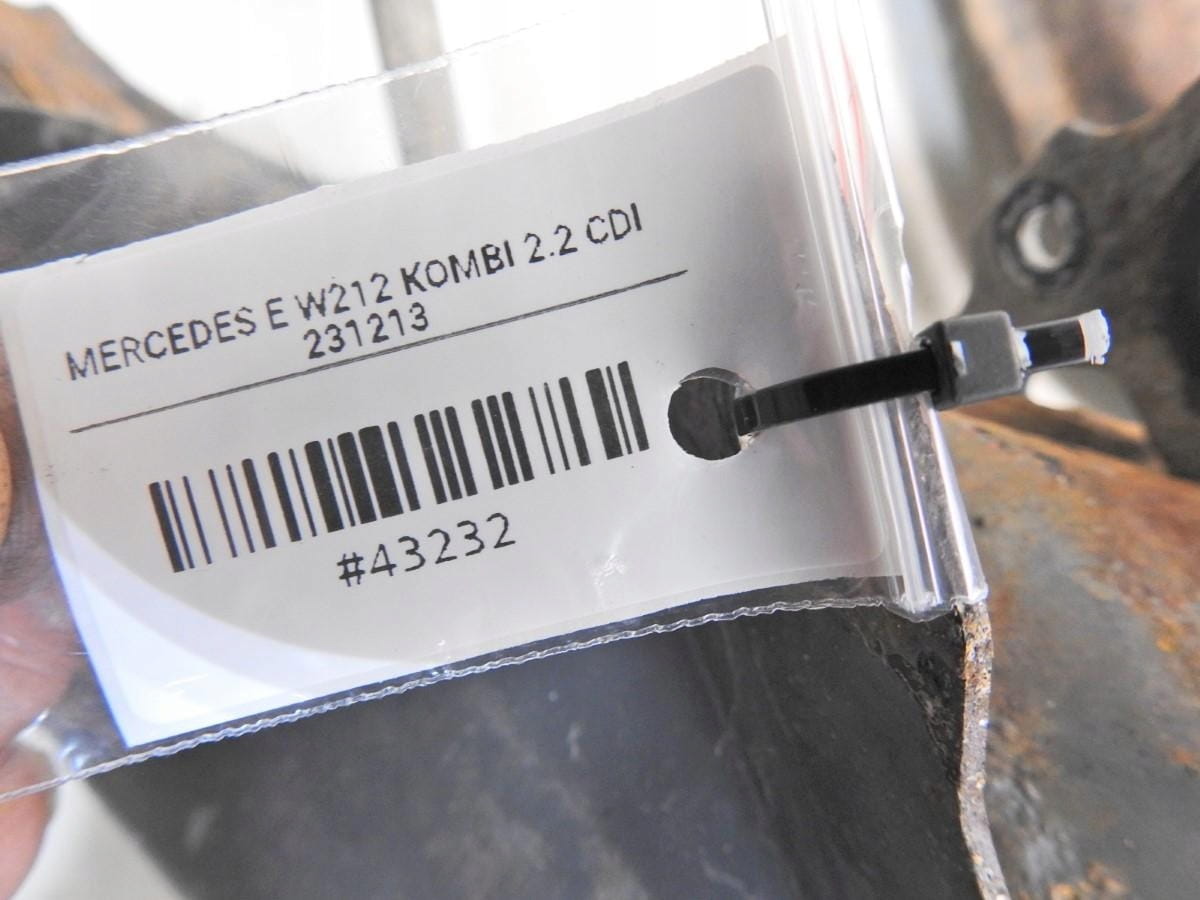 MERCEDES E W212 KOMBI 2.2 CDI
231213
#43232